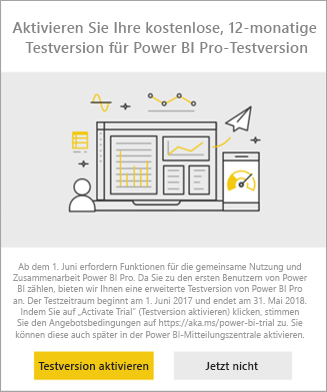 Aktivieren Sie Ihre kostenlose, 12-monatige
Testversion für Power BI Pro-Testversion
Ab dem 1. Juni erfordern Funktionen für die gemeinsame Nutzung und
Zusammenarbeit Power BI Pro. Da Sie zu den ersten Benutzern von Power
BI zählen, bieten wir Ihnen eine erweiterte Testversion von Power BI Pro
an. Der Testzeitraum beginnt am 1. Juni 2017 und endet am 31. Mai 2018.
Indem Sie auf „Activate Trial" (Testversion aktivieren) klicken, stimmen
Sie den Angebotsbedingungen auf https://aka.ms/power-bi-trial zu. Sie
können diese auch später in der Power BI-Mitteilungszentrale aktivieren.
Testversion aktivieren
Jetzt nicht